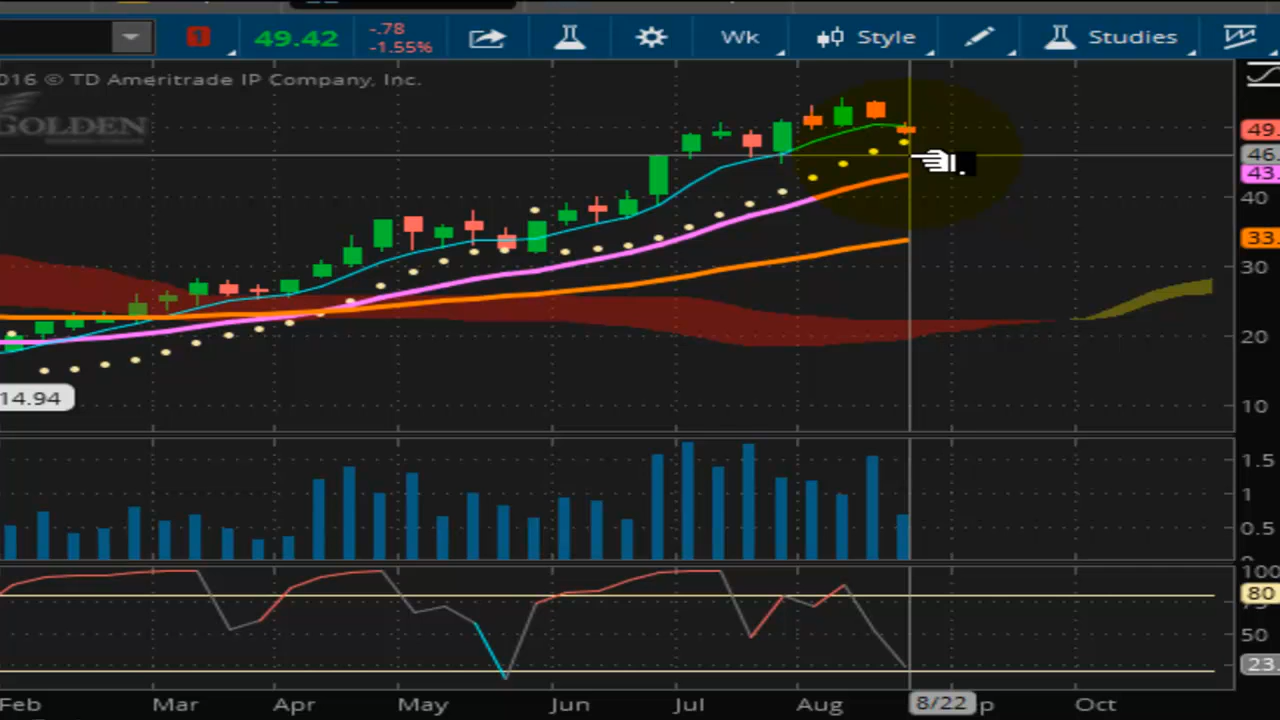 1
49.42
-.78
-1.55%
Wk
Style
Studies
016 © TD Ameritrade IP Company, Inc.
GOLDEN
49.
46.
43.
40
33.
30
20
10
14.94
1.5
1
0.5
100
80
50
23.
Feb
Mar
Apr
May
Jun
Jul
Aug
8/22
p
Oct